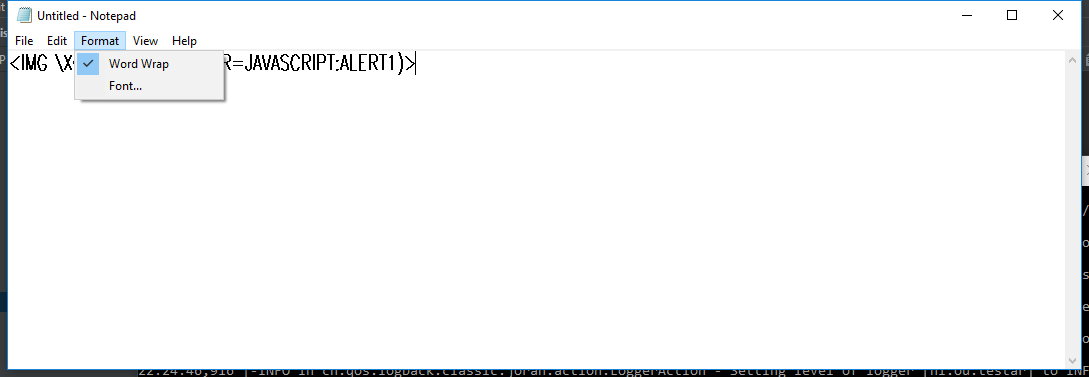 Untitled - Notepad
File Edit Format View Help
<IMG \X R=JAVASCRIPT:ALERT1)>
Word Wrap
Font...
22:24:46,916 |-INFO in ch.qos.logback.classic.joran.action.LoggerAction - Setting level of logger [nl.ou.testar] to INF